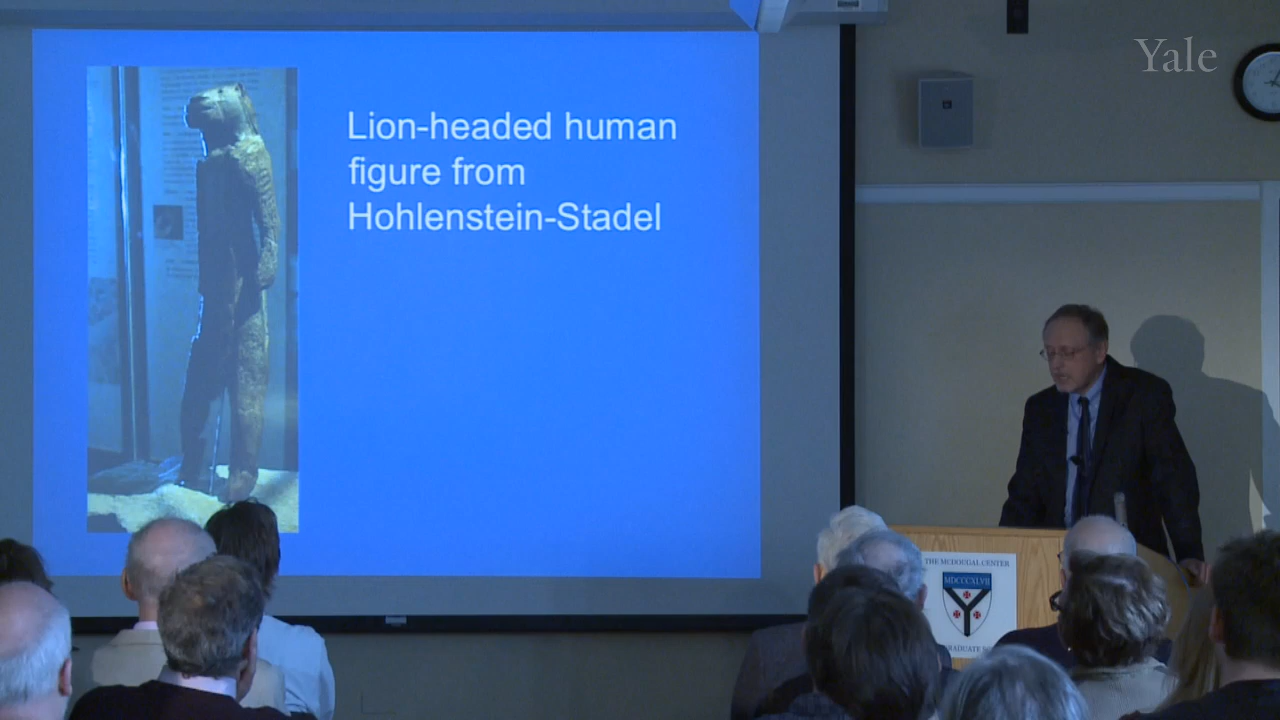 Yale
Lion-headed human
figure from
Hohlenstein-Stadel
THE MCDOUGAL CENTER
MDCCCXLVII